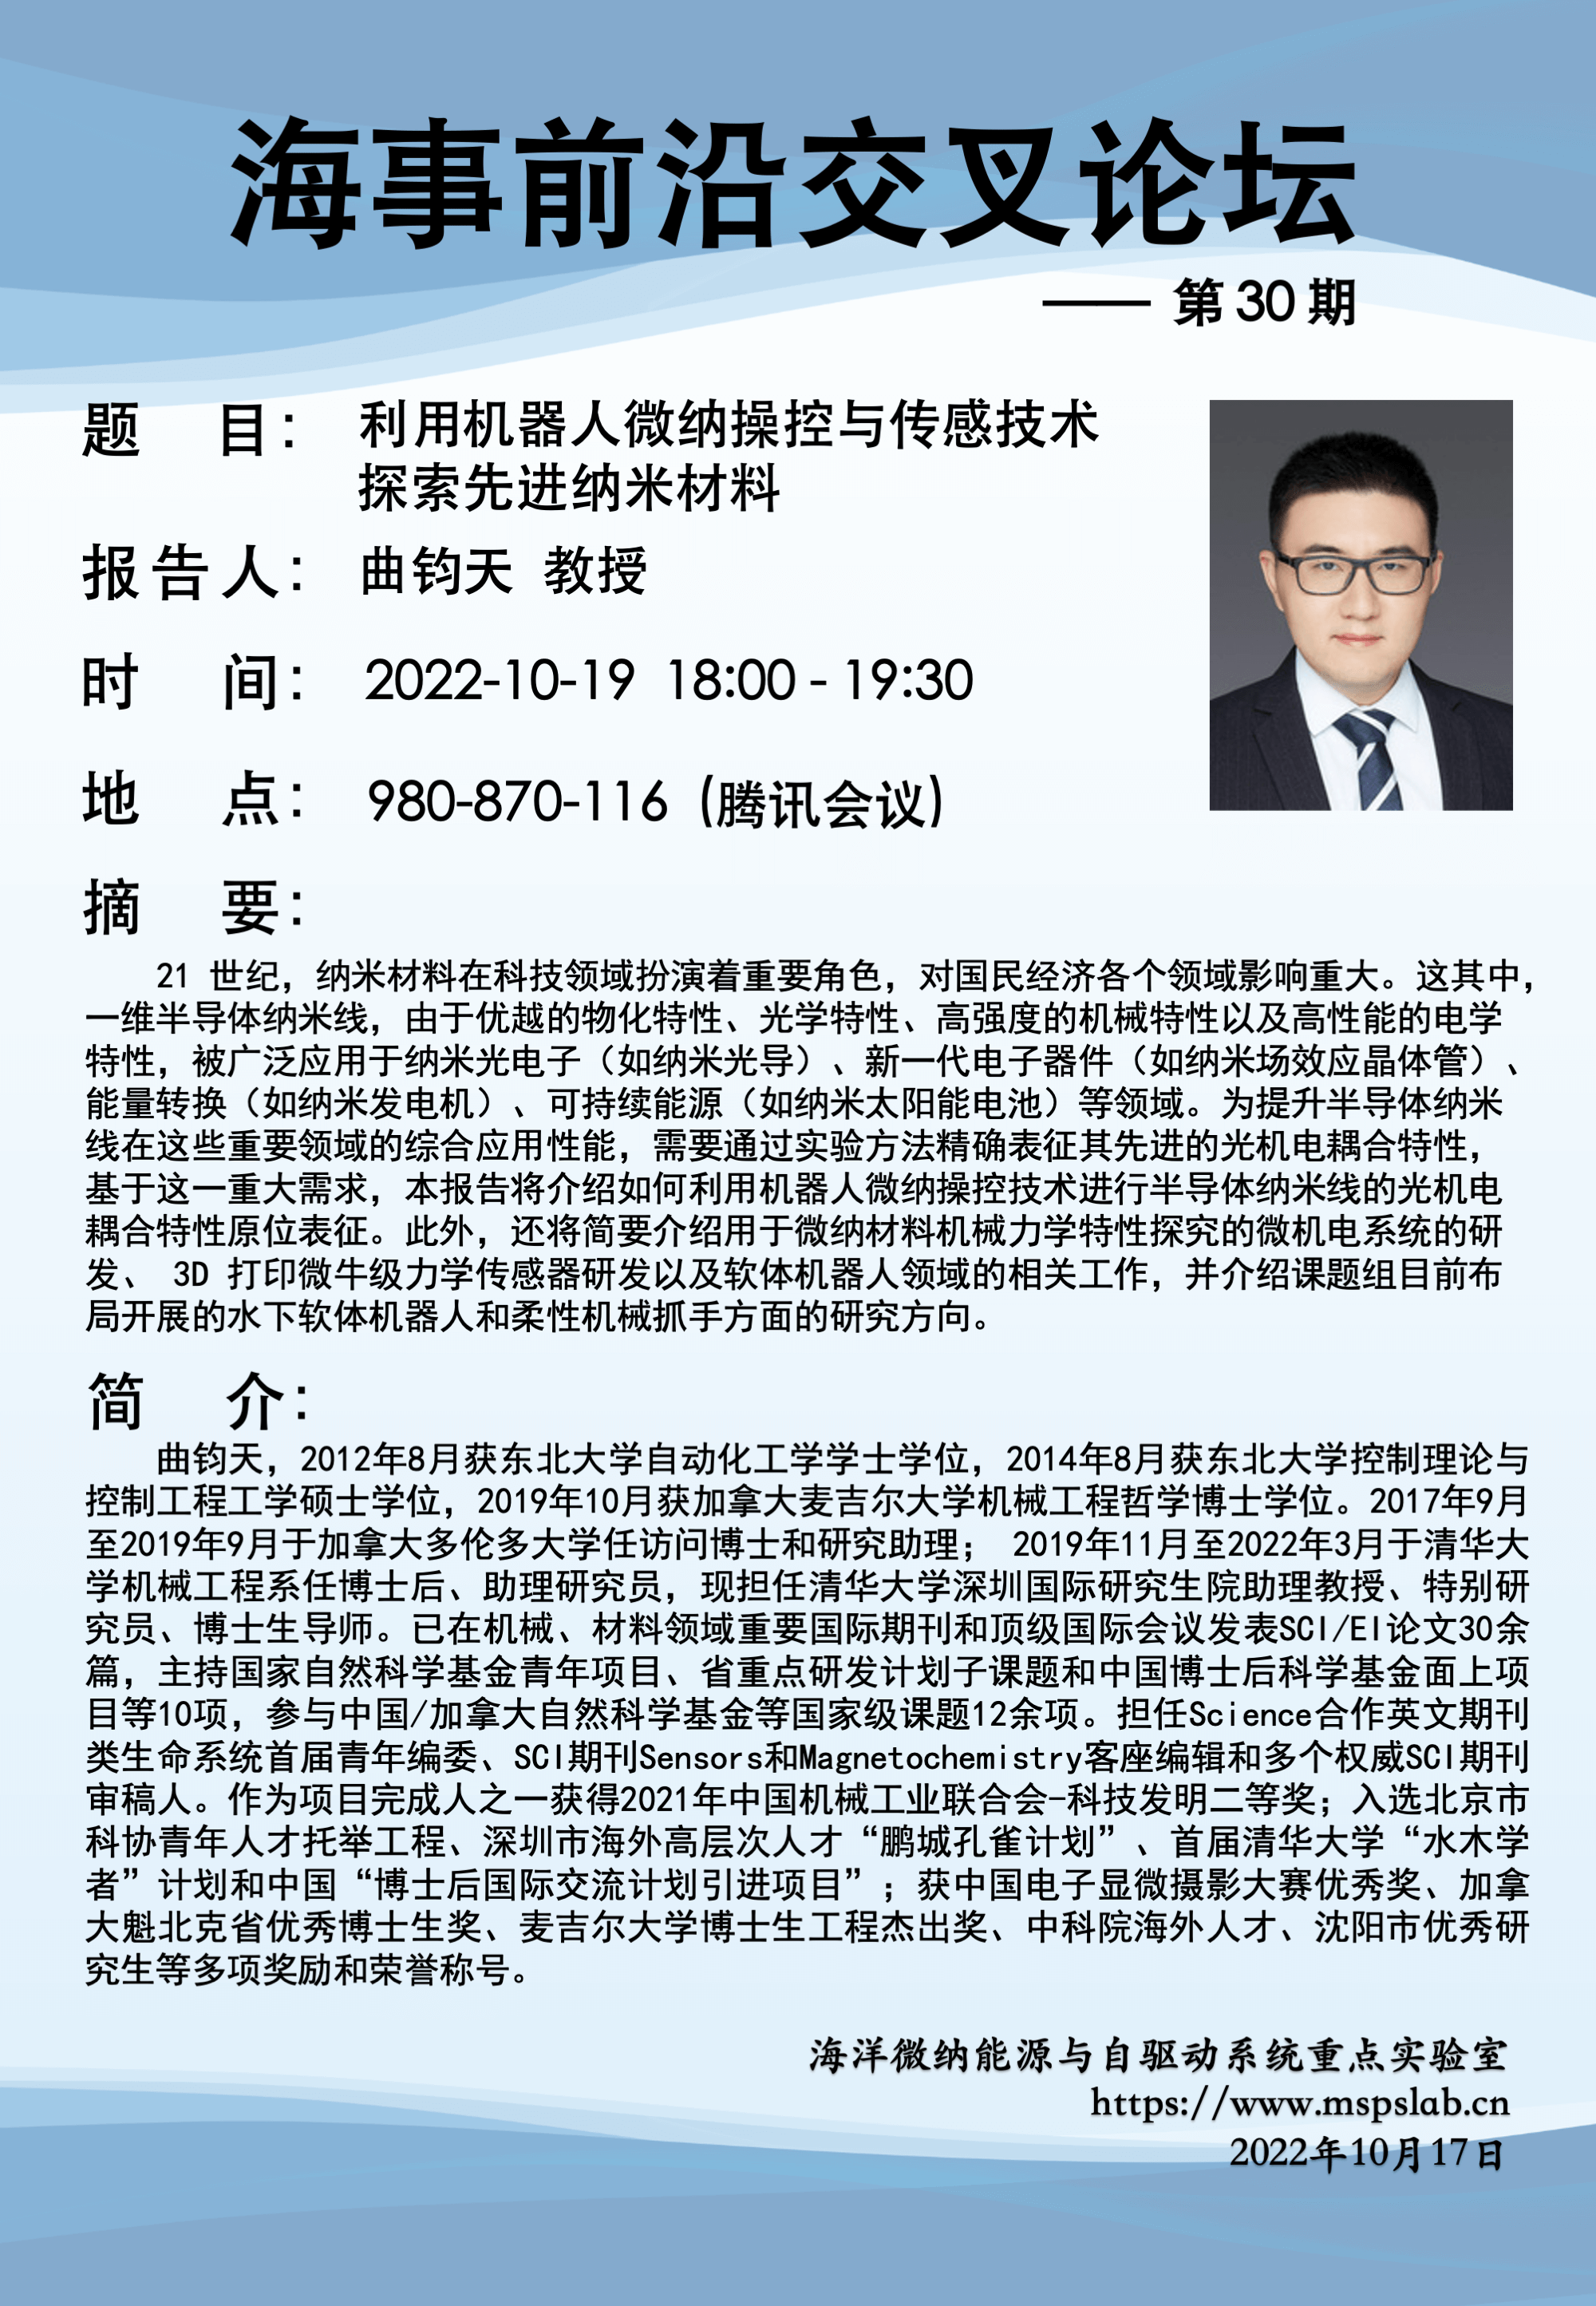 海事前沿交叉论坛
—— 第 30 期
题 目： 利用机器人微纳操控与传感技术
探索先进纳米材料
报告人： 曲钧天 教授
时 间： 2022-10-19 18:00 - 19:30
地 点： 980-870-116 (腾讯会议)
摘 要：
21 世纪，纳米材料在科技领域扮演着重要角色，对国民经济各个领域影响重大。这其中，
一维半导体纳米线，由于优越的物化特性、光学特性、高强度的机械特性以及高性能的电学
特性，被广泛应用于纳米光电子（如纳米光导）、新一代电子器件（如纳米场效应晶体管）、
能量转换（如纳米发电机）、可持续能源（如纳米太阳能电池）等领域。为提升半导体纳米
线在这些重要领域的综合应用性能，需要通过实验方法精确表征其先进的光机电耦合特性，
基于这一重大需求，本报告将介绍如何利用机器人微纳操控技术进行半导体纳米线的光机电
耦合特性原位表征。此外，还将简要介绍用于微纳材料机械力学特性探究的微机电系统的研
发、 3D 打印微牛级力学传感器研发以及软体机器人领域的相关工作，并介绍课题组目前布
局开展的水下软体机器人和柔性机械抓手方面的研究方向。
简 介：
曲钧天，2012年8月获东北大学自动化工学学士学位，2014年8月获东北大学控制理论与
控制工程工学硕士学位，2019年10月获加拿大麦吉尔大学机械工程哲学博士学位。2017年9月
至2019年9月于加拿大多伦多大学任访问博士和研究助理； 2019年11月至2022年3月于清华大
学机械工程系任博士后、助理研究员，现担任清华大学深圳国际研究生院助理教授、特别研
究员、博士生导师。已在机械、材料领域重要国际期刊和顶级国际会议发表SCI/EI论文30余
篇，主持国家自然科学基金青年项目、省重点研发计划子课题和中国博士后科学基金面上项
目等10项，参与中国/加拿大自然科学基金等国家级课题12余项。担任Science合作英文期刊
类生命系统首届青年编委、SCI期刊Sensors和Magnetochemistry客座编辑和多个权威SCI期刊
审稿人。作为项目完成人之一获得2021年中国机械工业联合会-科技发明二等奖；入选北京市
科协青年人才托举工程、深圳市海外高层次人才“鹏城孔雀计划”、首届清华大学“水木学
者”计划和中国“博士后国际交流计划引进项目”；获中国电子显微摄影大赛优秀奖、加拿
大魁北克省优秀博士生奖、麦吉尔大学博士生工程杰出奖、中科院海外人才、沈阳市优秀研
究生等多项奖励和荣誉称号。
海洋微纳能源与自驱动系统重点实验室
https://www.mspslab.cn
2022年10月17日